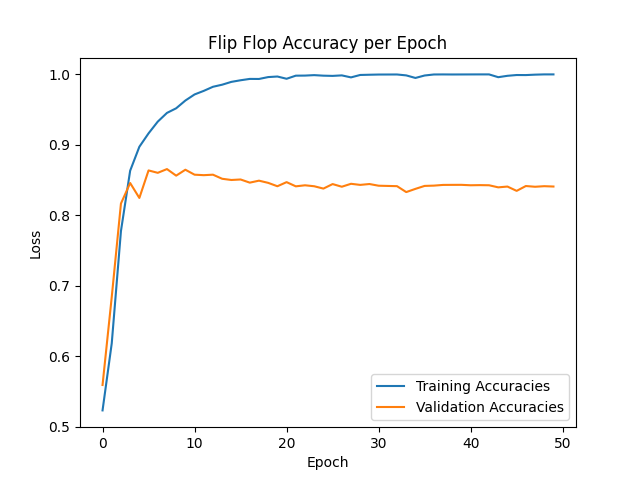 Flip Flop Accuracy per Epoch
1.0
0.9
0.8
0.7
0.6
0.5
Loss
0 10 20 30 40 50
Epoch
Training Accuracies
Validation Accuracies